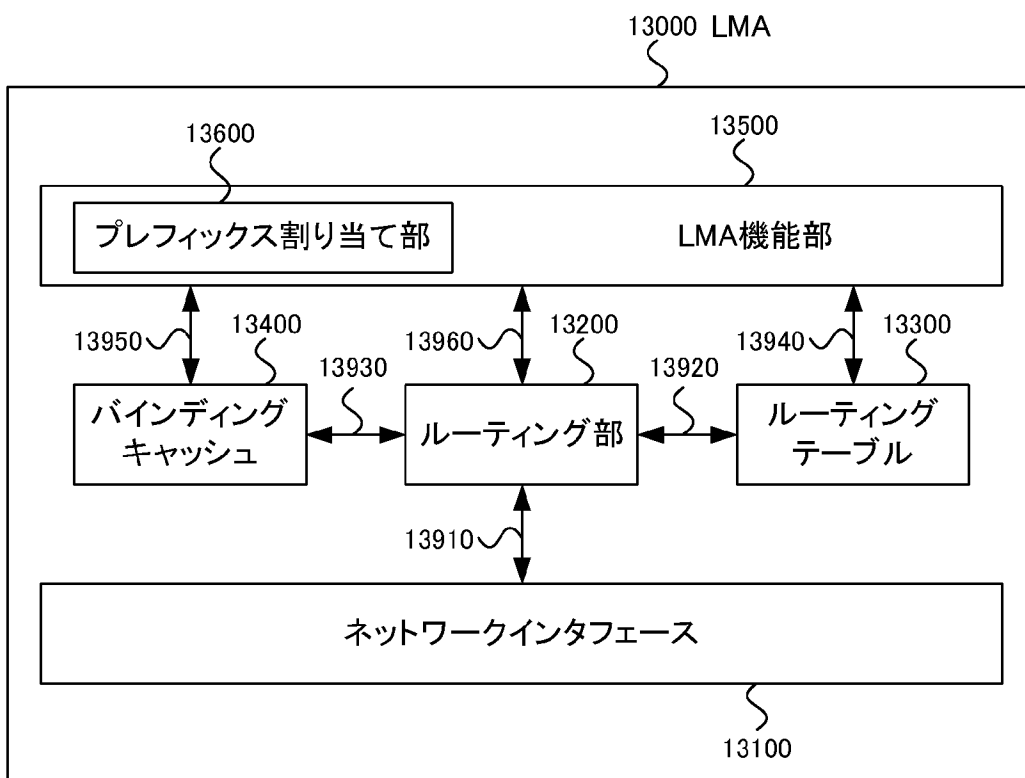 13000 LMA
13600
13500
プレフィックス割り当て部
LMA機能部
13950
13400
13960
13200
13940
13300
13930
13920
バインディング
キャッシュ
ルーティング部
ルーティング
テーブル
13910
ネットワークインタフェース
13100